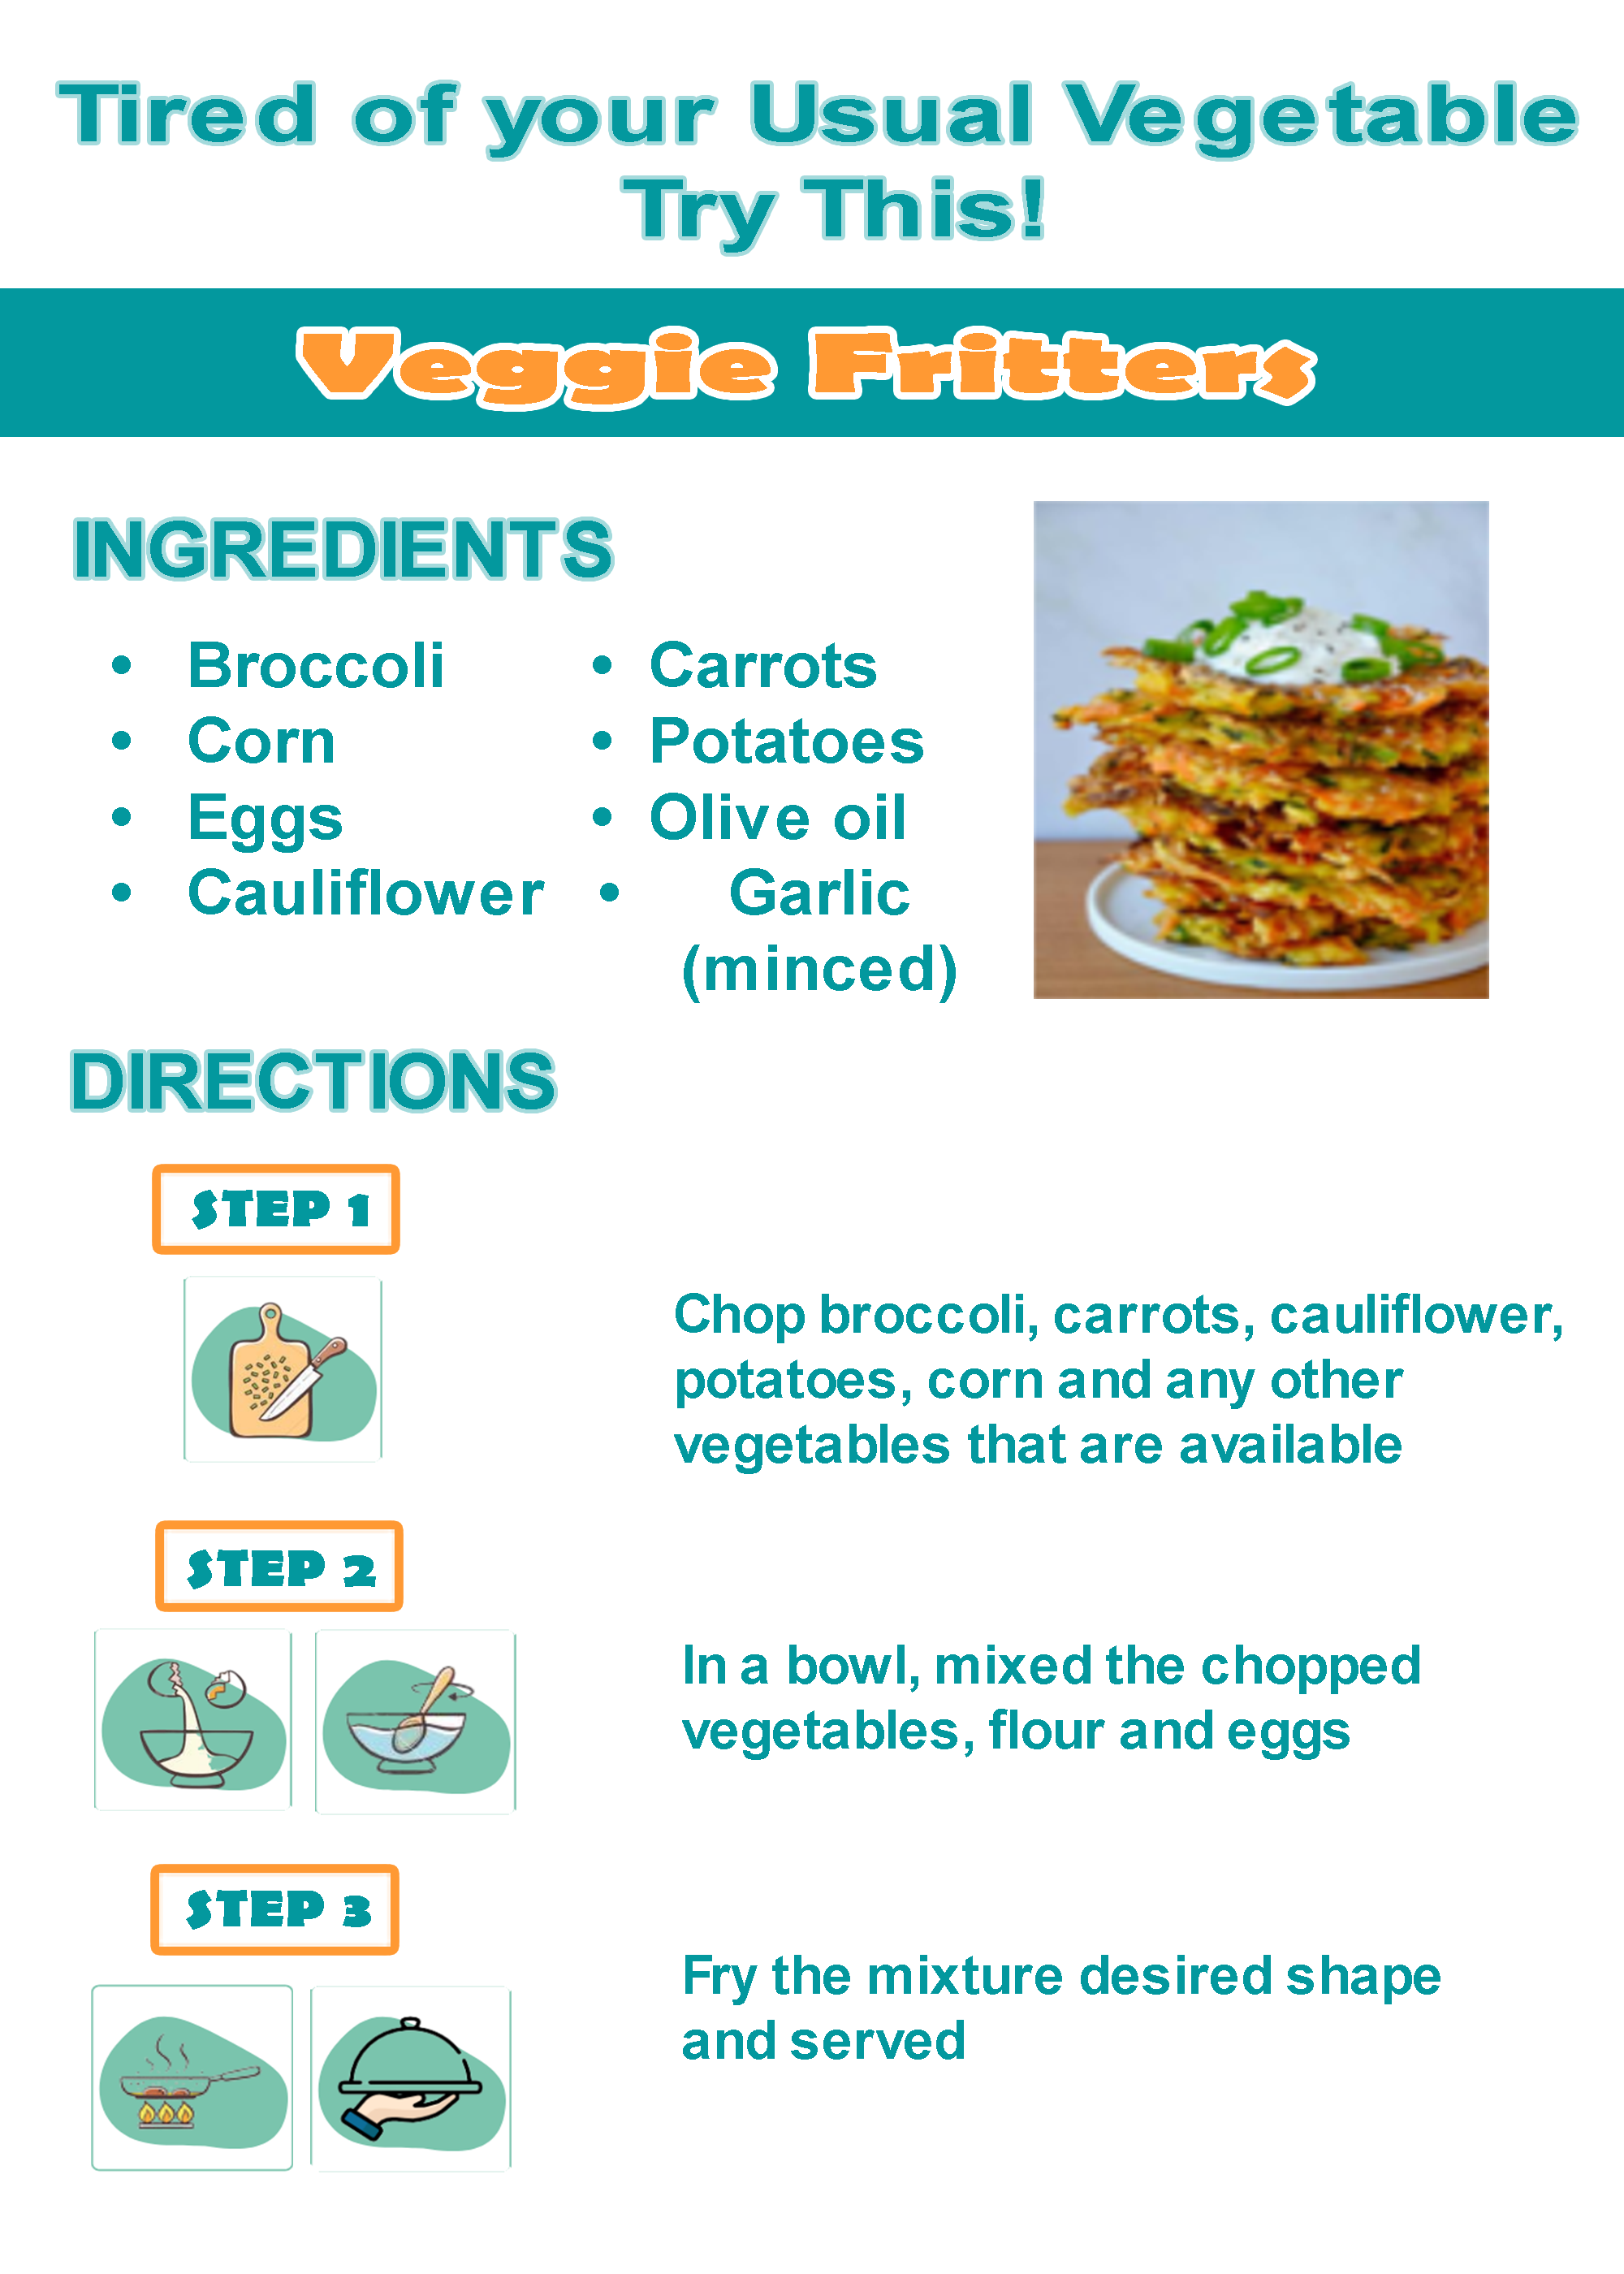 Tired of your Usual Vegetable
Try This!
Veggie Fritters
INGREDIENTS
• Broccoli
• Corn
• Eggs
• Cauliflower
• Carrots
• Potatoes
• Olive oil
• Garlic
(minced)
DIRECTIONS
STEP 1
Chop broccoli, carrots, cauliflower,
potatoes, corn and any other
vegetables that are available
STEP 2
In a bowl, mixed the chopped
vegetables, flour and eggs
STEP 3
Fry the mixture desired shape
and served